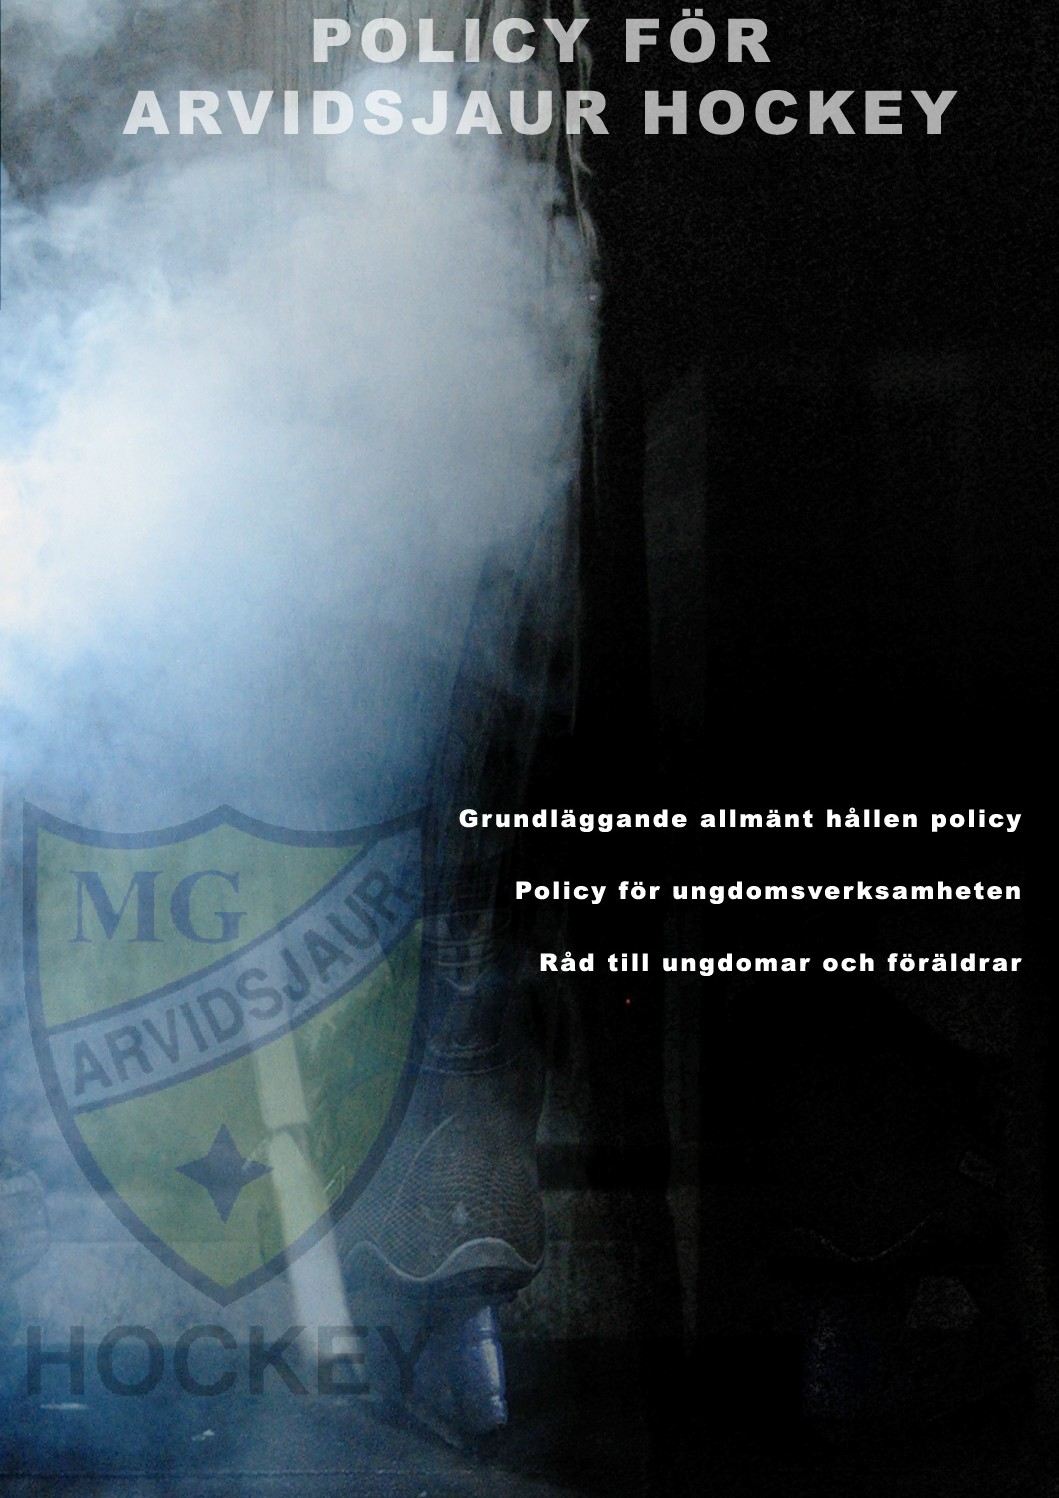 POLICY FÖR
ARVIDSJAUR HOCKEY
Grundläggande allmänt hållen policy
Policy för ungdomsverksamheten
Råd till ungdomar och föräldrar
MG
ARVIDSJAUR
HOCKEY